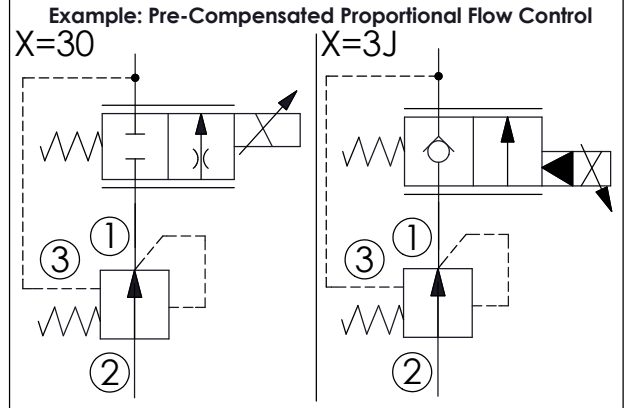 Example: Pre-Compensated Proportional Flow Control
X=30
X=3J
1
3
2
1
3
2